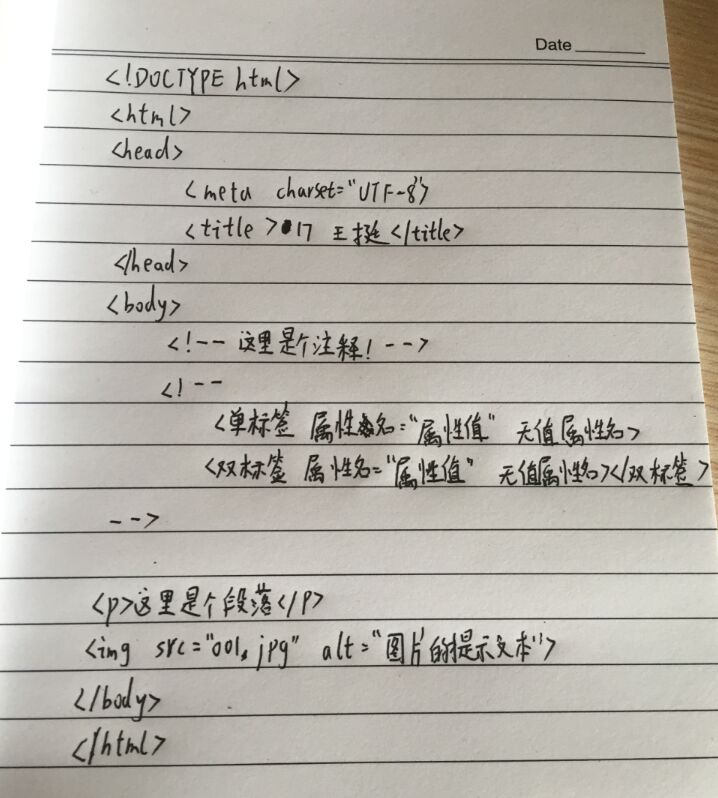 Date
<!DOCTYPE html>
<html>
<head>
<meta charset="UTF-8">
<title>17 王挺</title>
</head>
<body>
<!-- 这里是个注释! -->
<!--
<单标签 属性名="属性值" 无值属性名>
<双标签 属性名="属性值" 无值属性名></双标签>
-->
<p>这里是个段落</p>
<img src="001.jpg" alt="图片的提示文本">
</body>
</html>